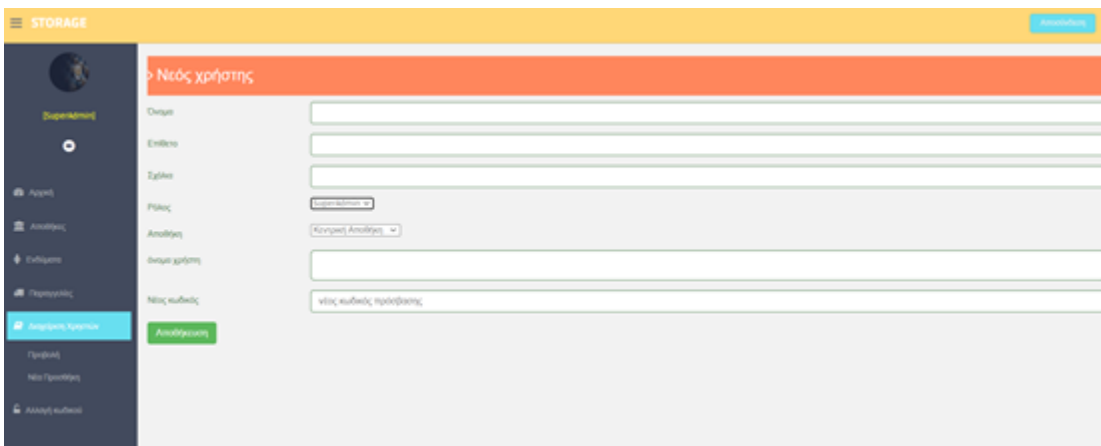 STORAGE
Αποσύνδεση
[SuperAdmin]
Αρχική
Αποθήκες
Ενδύματα
Παραγγελίες
Διαχείριση Χρηστών
Προβολή
Νέα Προσθήκη
Αλλαγή κωδικού
> Νεός χρήστης
Όνομα
Επίθετο
Σχόλια
Ρόλος
SuperAdmin
Αποθήκη
Κεντρική Αποθήκη
όνομα χρήστη
Νέος κωδικός
νέος κωδικός πρόσβασης
Αποθήκευση